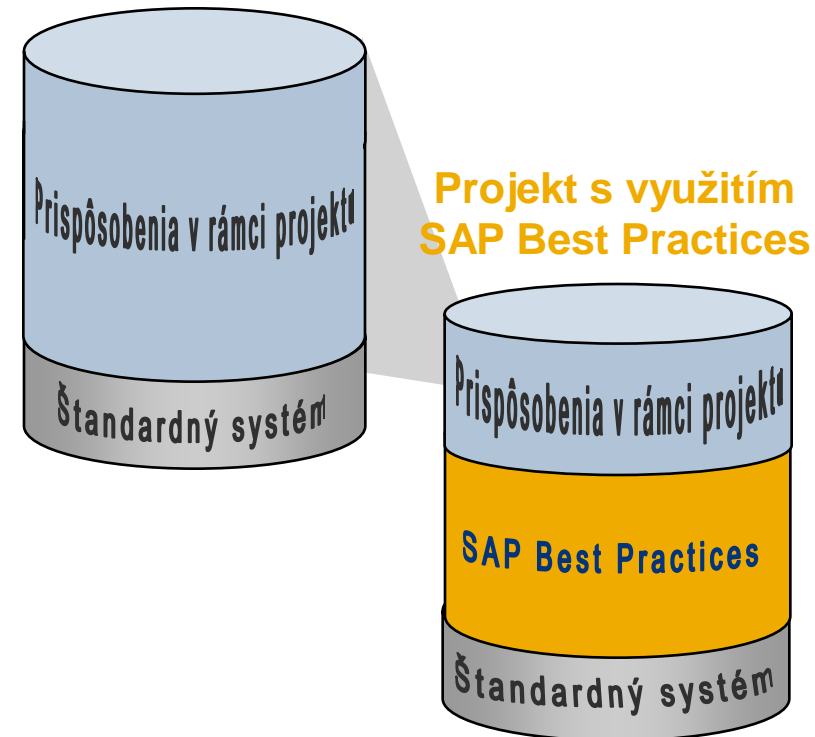 Prispôsobenia v rámci projektu
Štandardný systém
Projekt s využitím
SAP Best Practices
Prispôsobenia v rámci projektu
SAP Best Practices
Štandardný systém